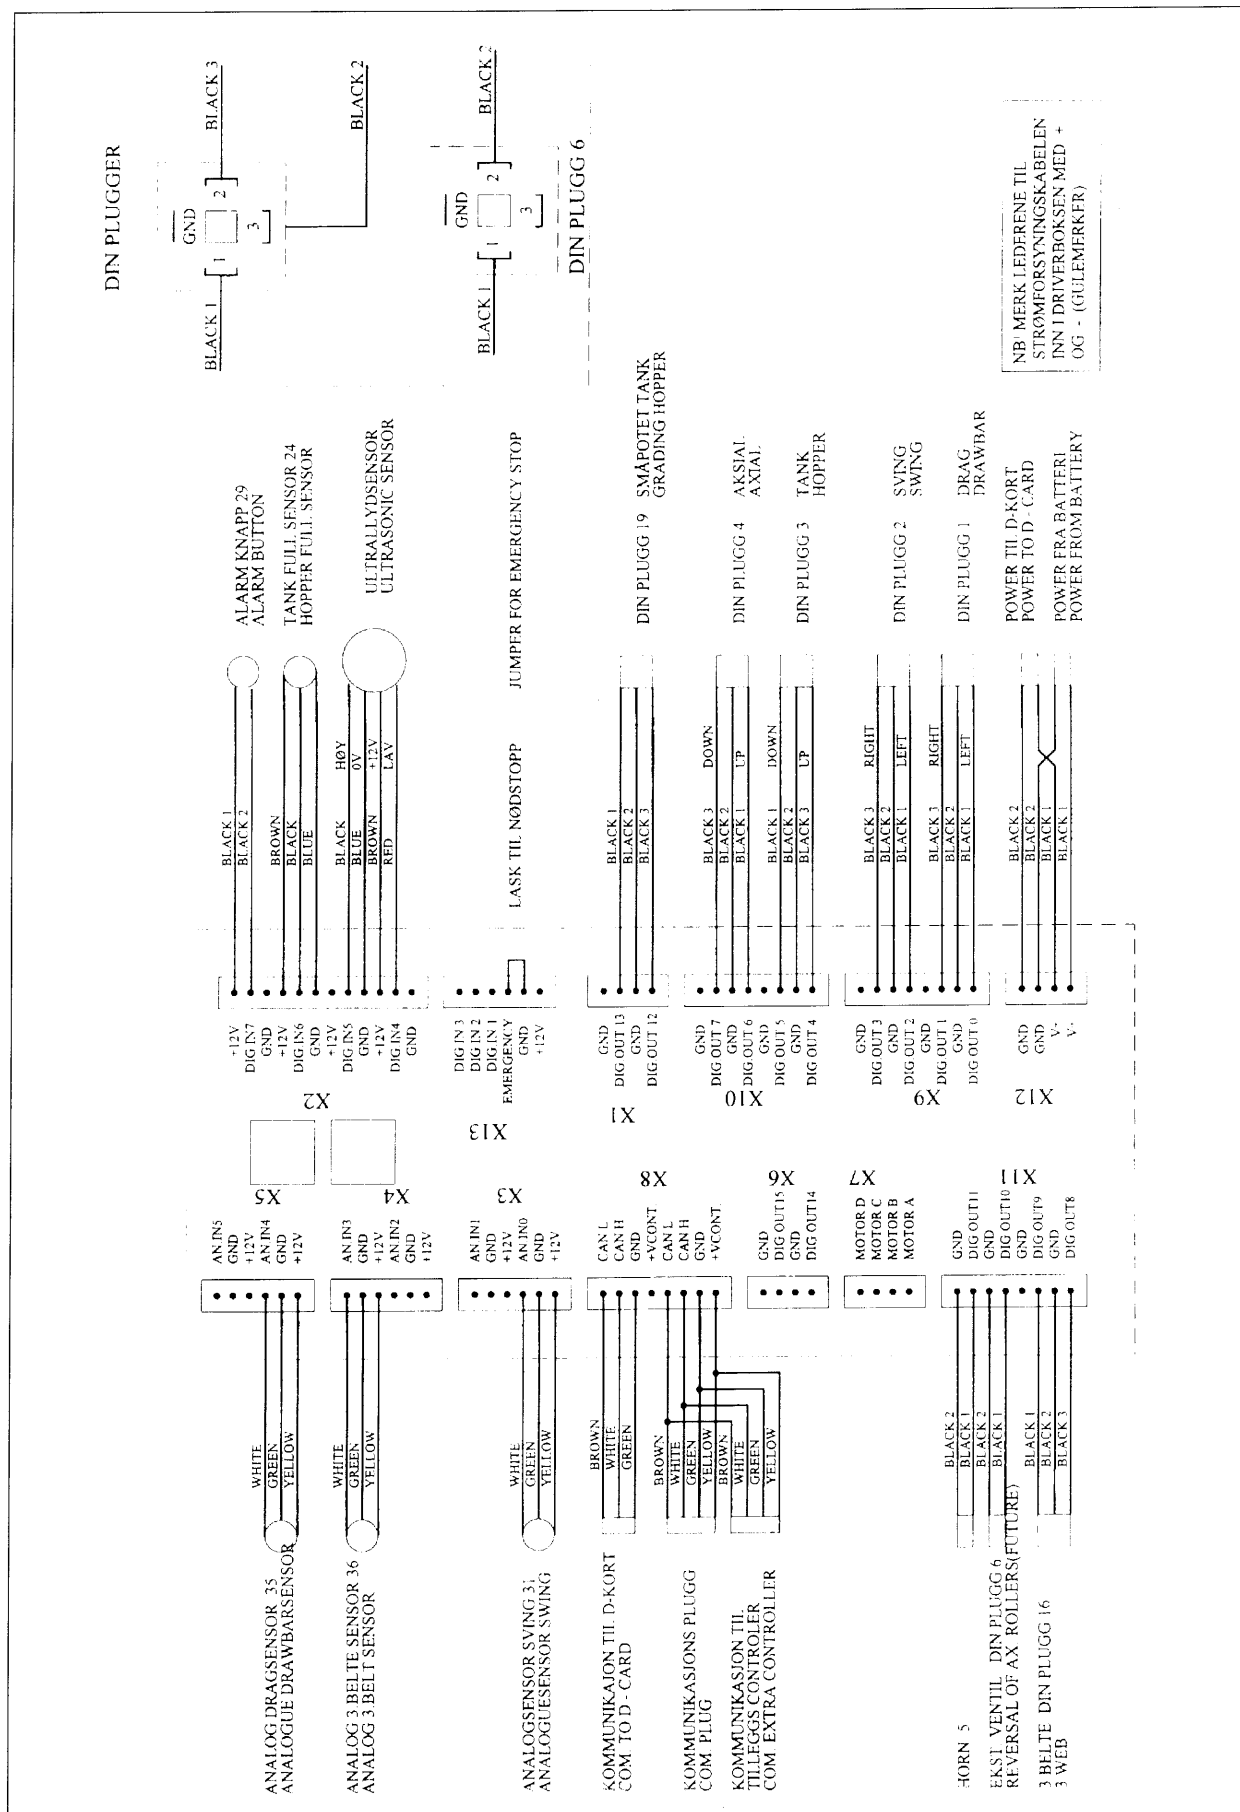 DIN PLUGGER
GND
1
2
3
BLACK 1
BLACK 3
BLACK 2
GND
1
2
3
BLACK 1
BLACK 2
DIN PLUGG 6
ALARM KNAPP 29
ALARM BUTTON
TANK FULL SENSOR 24
HOPPER FULL SENSOR
ULTRALLYDSENSOR
ULTRASONIC SENSOR
BLACK 1
BLACK 2
BROWN
BLACK
BLUE
BLACK HØY
BLUE 0V
BROWN +12V
RED LAV
+12V
DIG IN7
GND
+12V
DIG IN6
GND
+12V
DIG IN5
GND
+12V
DIG IN4
GND
X2
LASK TIL NØDSTOPP JUMPER FOR EMERGENCY STOP
DIG IN 3
DIG IN 2
DIG IN 1
EMERGENCY
GND
+12V
X13
DIN PLUGG 19 SMÅPOTET TANK
GRADING HOPPER
BLACK 1
BLACK 2
BLACK 3
GND
DIG OUT 13
GND
DIG OUT 12
X1
DIN PLUGG 4 AKSIAL
AXIAL
DIN PLUGG 3 TANK
HOPPER
BLACK 3 DOWN
BLACK 2
BLACK 1 UP
BLACK 1 DOWN
BLACK 2
BLACK 3 UP
GND
DIG OUT 7
GND
DIG OUT 6
GND
DIG OUT 5
GND
DIG OUT 4
X10
DIN PLUGG 2 SVING
SWING
DIN PLUGG 1 DRAG
DRAWBAR
BLACK 3 RIGHT
BLACK 2
BLACK 1 LEFT
BLACK 3 RIGHT
BLACK 2
BLACK 1 LEFT
GND
DIG OUT 3
GND
DIG OUT 2
GND
DIG OUT 1
GND
DIG OUT 0
X9
POWER TIL D-KORT
POWER TO D - CARD
POWER FRA BATTERI
POWER FROM BATTERY
BLACK 2
BLACK 2
BLACK 1
BLACK 1
GND
GND
V+
V+
X12
NB! MERK LEDERENE TIL
STRØMFORSYNINGSKABELEN
INN I DRIVERBOKSEN MED +
OG - (GULEMERKER)
X5
AN IN5
GND
+12V
AN IN4
GND
+12V
WHITE
GREEN
YELLOW
ANALOG DRAGSENSOR 35
ANALOGUE DRAWBARSENSOR
X4
AN IN3
GND
+12V
AN IN2
GND
+12V
WHITE
GREEN
YELLOW
ANALOG 3.BELTE SENSOR 36
ANALOG 3.BELT SENSOR
X3
AN IN1
GND
+12V
AN IN0
GND
+12V
WHITE
GREEN
YELLOW
ANALOGSENSOR SVING 31
ANALOGUESENSOR SWING
X8
CAN L
CAN H
GND
+VCONT.
CAN L
CAN H
GND
+VCONT.
BROWN
WHITE
GREEN
BROWN
WHITE
GREEN
YELLOW
BROWN
WHITE
GREEN
YELLOW
KOMMUNIKAJON TIL D-KORT
COM. TO D - CARD
KOMMUNIKASJONS PLUGG
COM. PLUG
KOMMUNIKASJON TIL
TILLEGGS CONTROLER
COM. EXTRA CONTROLLER
X6
GND
DIG OUT15
GND
DIG OUT14
X7
MOTOR D
MOTOR C
MOTOR B
MOTOR A
X11
GND
DIG OUT11
GND
DIG OUT10
GND
DIG OUT9
GND
DIG OUT8
BLACK 2
BLACK 1
BLACK 2
BLACK 1
BLACK 1
BLACK 2
BLACK 3
HORN 5
EKST. VENTIL DIN PLUGG 6
REVERSAL OF AX. ROLLERS(FUTURE)
3 BELTE DIN PLUGG 16
3 WEB